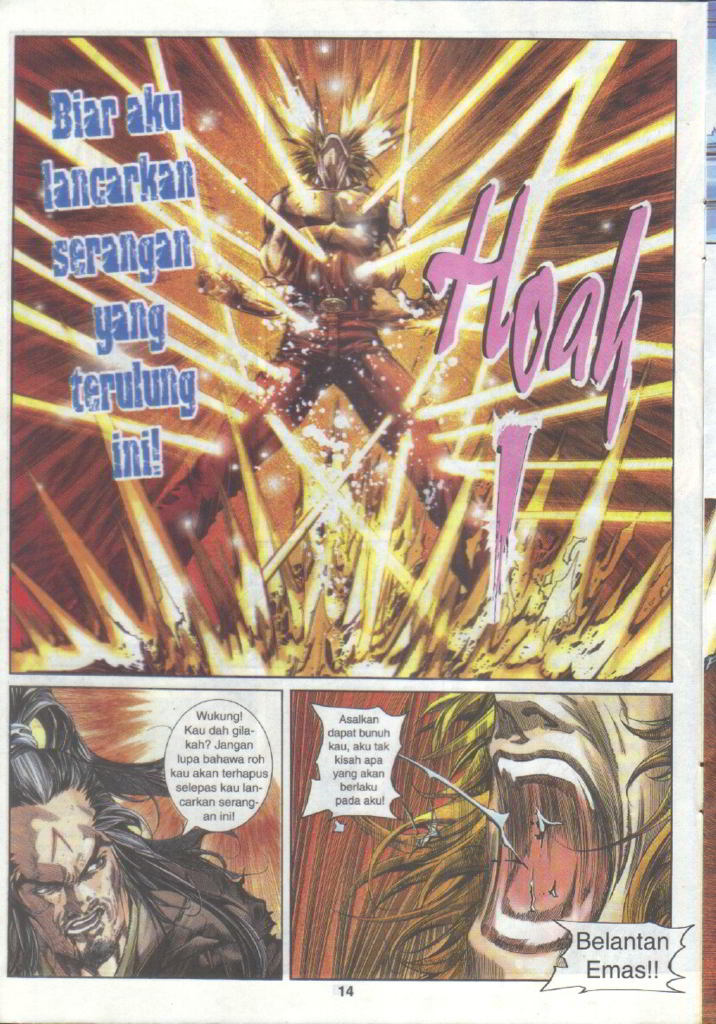 Biar aku
lancarkan
serangan
yang
terulung
ini!
Hoah!
Wukung!
Kau dah gila-
kah? Jangan
lupa bahawa roh
kau akan terhapus
selepas kau lan-
carkan serang-
an ini!
Asalkan
dapat bunuh
kau, aku tak
kisah apa
yang akan
berlaku
pada aku!
Belantan
Emas!!
14